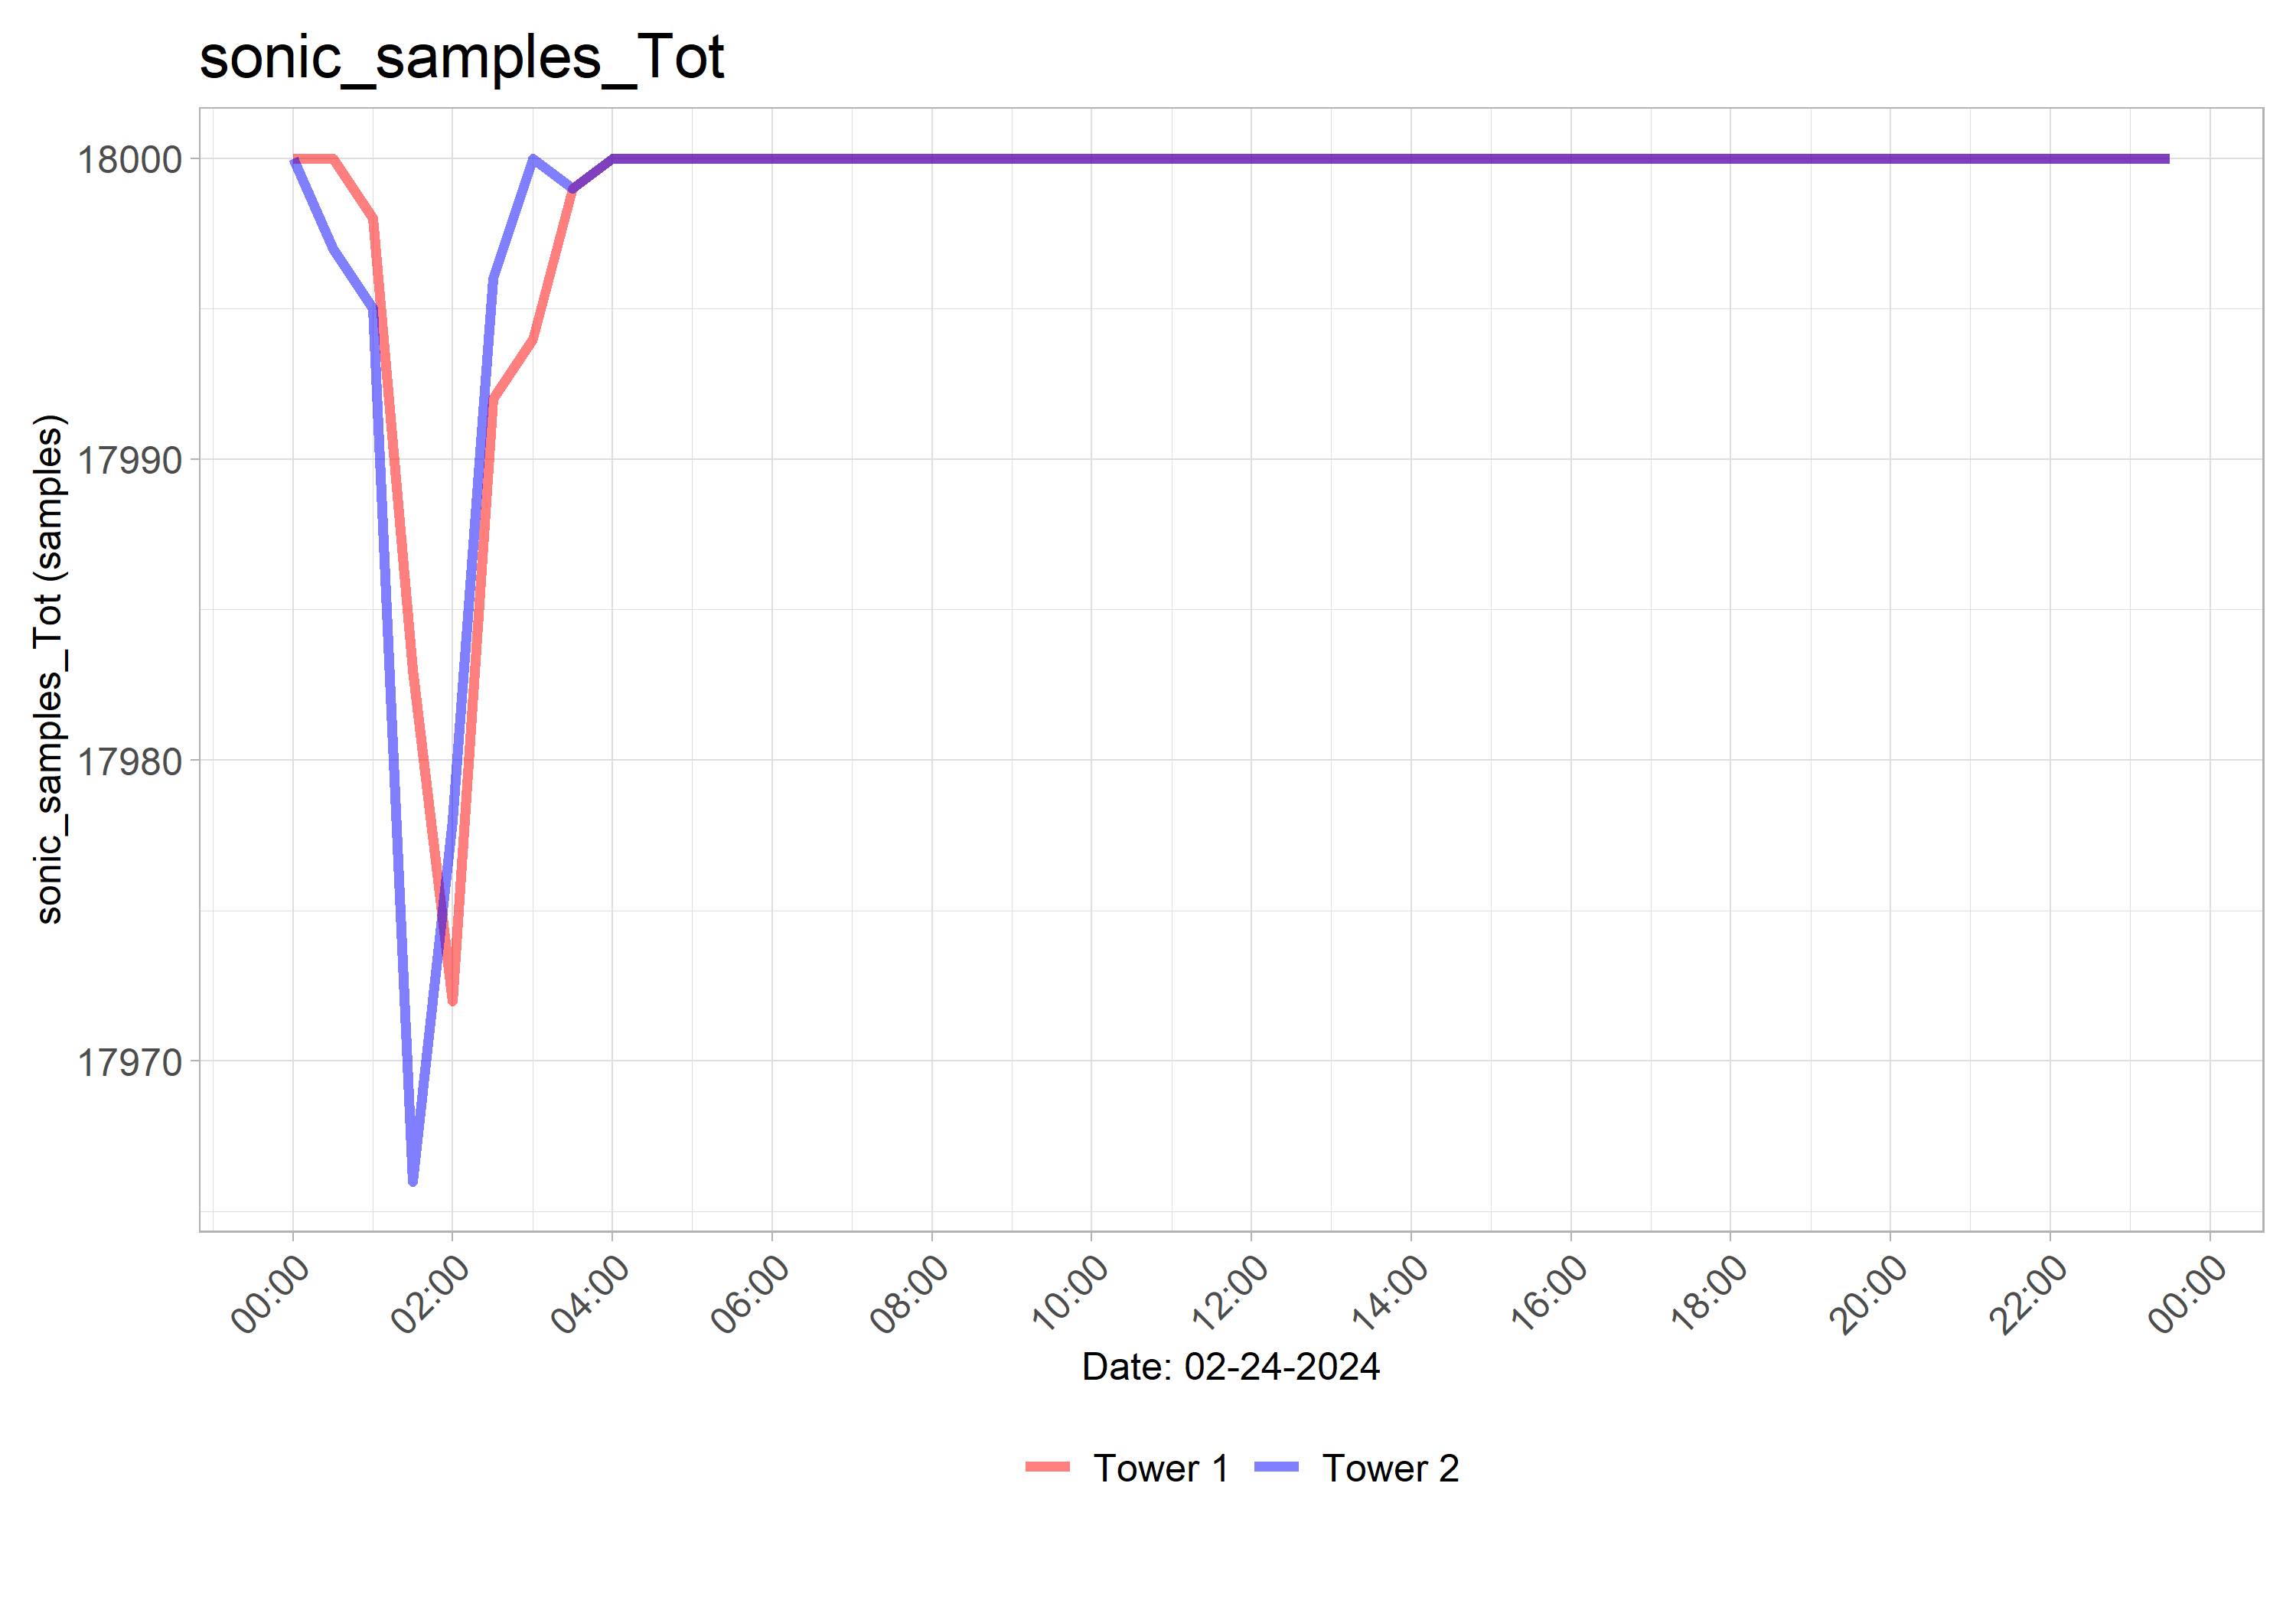 sonic_samples_Tot
sonic_samples_Tot (samples)
18000
17990
17980
17970
00:00 02:00 04:00 06:00 08:00 10:00 12:00 14:00 16:00 18:00 20:00 22:00 00:00
Date: 02-24-2024
Tower 1 Tower 2